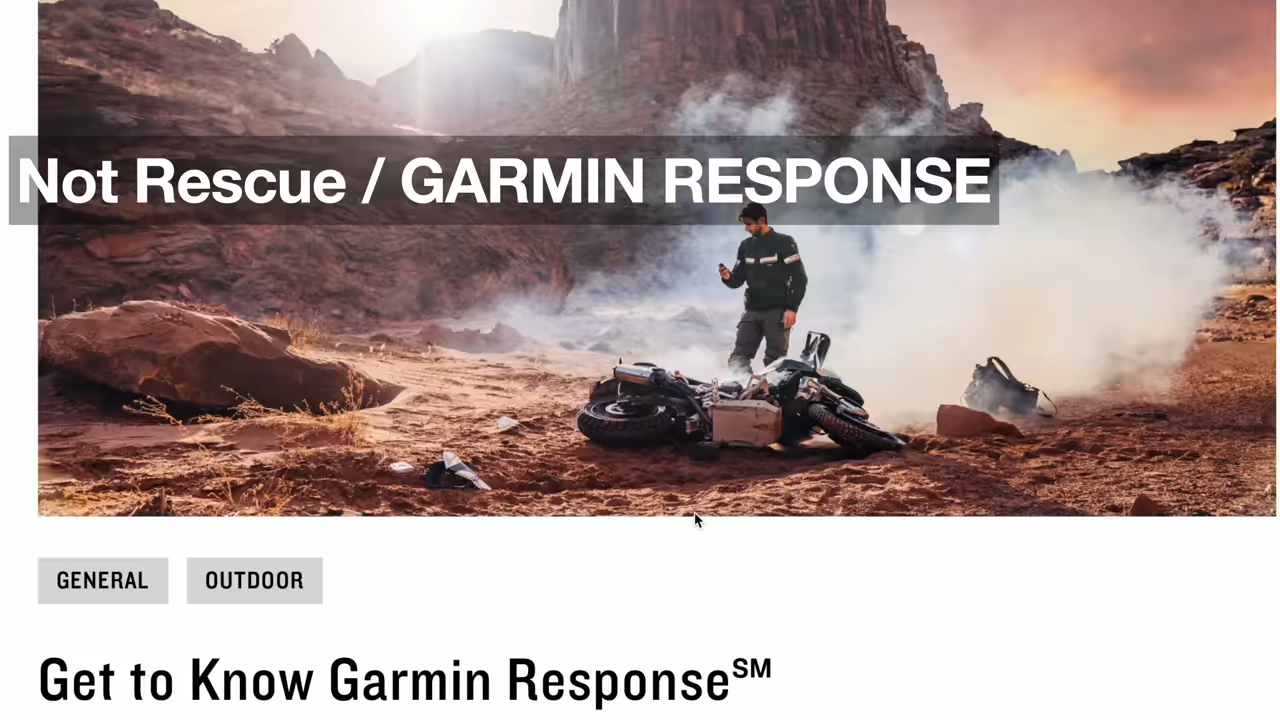 Not Rescue / GARMIN RESPONSE
GENERAL
OUTDOOR
Get to Know Garmin Response℠